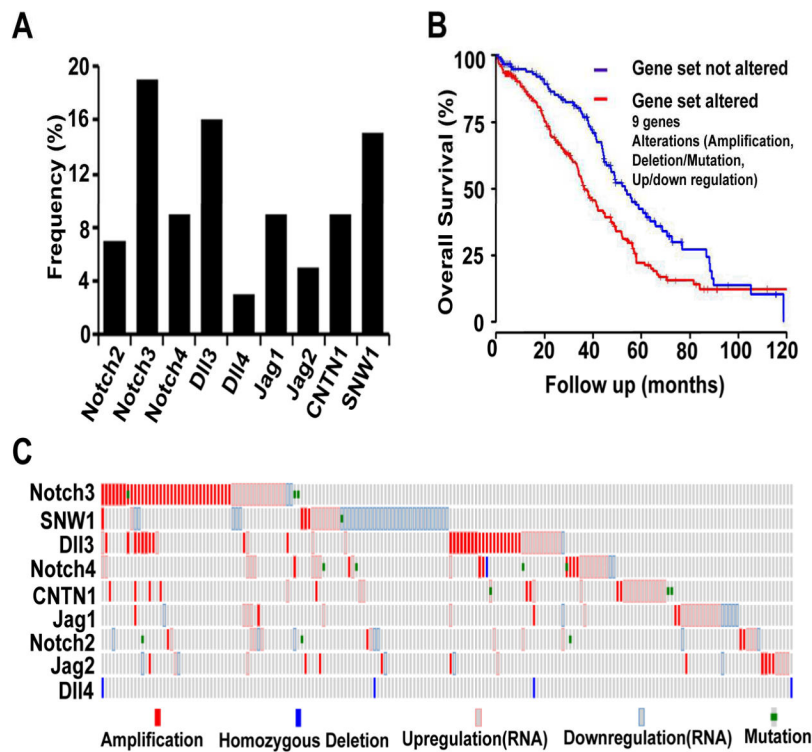 A
Frequency (%)
20
16
12
8
4
0
Notch2
Notch3
Notch4
Dll3
Dll4
Jag1
Jag2
CNTN1
SNW1
B
Overall Survival (%)
100
75
50
25
0
0 20 40 60 80 100 120
Follow up (months)
Gene set not altered
Gene set altered
9 genes
Alterations (Amplification,
Deletion/Mutation,
Up/down regulation)
C
Notch3
SNW1
Dll3
Notch4
CNTN1
Jag1
Notch2
Jag2
Dll4
Amplification Homozygous Deletion Upregulation(RNA) Downregulation(RNA) Mutation